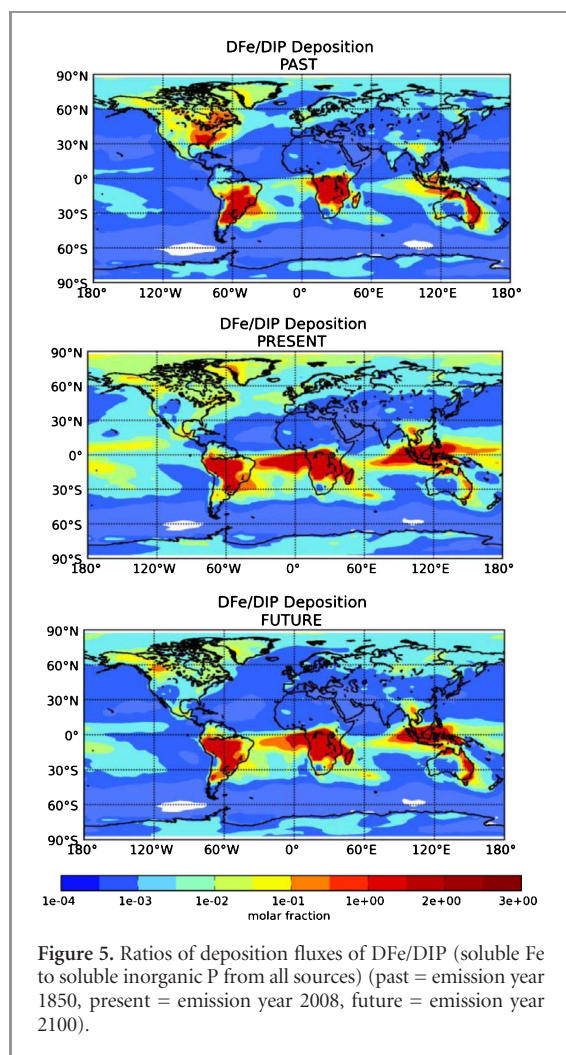 DFe/DIP Deposition
PAST
90°N
60°N
30°N
0°
30°S
60°S
90°S
180° 120°W 60°W 0° 60°E 120°E 180°
DFe/DIP Deposition
PRESENT
90°N
60°N
30°N
0°
30°S
60°S
90°S
180° 120°W 60°W 0° 60°E 120°E 180°
DFe/DIP Deposition
FUTURE
90°N
60°N
30°N
0°
30°S
60°S
90°S
180° 120°W 60°W 0° 60°E 120°E 180°
1e-04 1e-03 1e-02 1e-01 1e+00 2e+00 3e+00
molar fraction
Figure 5. Ratios of deposition fluxes of DFe/DIP (soluble Fe
to soluble inorganic P from all sources) (past = emission year
1850, present = emission year 2008, future = emission year
2100).